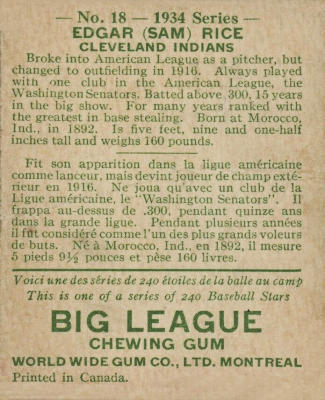 — No. 18 — 1934 Series —
EDGAR (SAM) RICE
CLEVELAND INDIANS
Broke into American League as a pitcher, but
changed to outfielding in 1916. Always played
with one club in the American League, the
Washington Senators. Batted above .300, 15 years
in the big show. For many years ranked with
the greatest in base stealing. Born at Morocco,
Ind., in 1892. Is five feet, nine and one-half
inches tall and weighs 160 pounds.
Fit son apparition dans la ligue américaine
comme lanceur, mais devint joueur de champ extér-
ieur en 1916. Ne joua qu'avec un club de la
Ligue américaine, le "Washington Senators". Il
frappa au-dessus de .300, pendant quinze ans
dans la grande ligue. Pendant plusieurs années
il fût considéré comme l'un des plus grands voleurs
de buts. Né à Morocco, Ind., en 1892, il mesure
5 pieds 9½ pouces et pèse 160 livres.
Voici une des séries de 240 étoiles de la balle au camp
This is one of a series of 240 Baseball Stars
BIG LEAGUE
CHEWING GUM
WORLD WIDE GUM CO., LTD. MONTREAL
Printed in Canada.